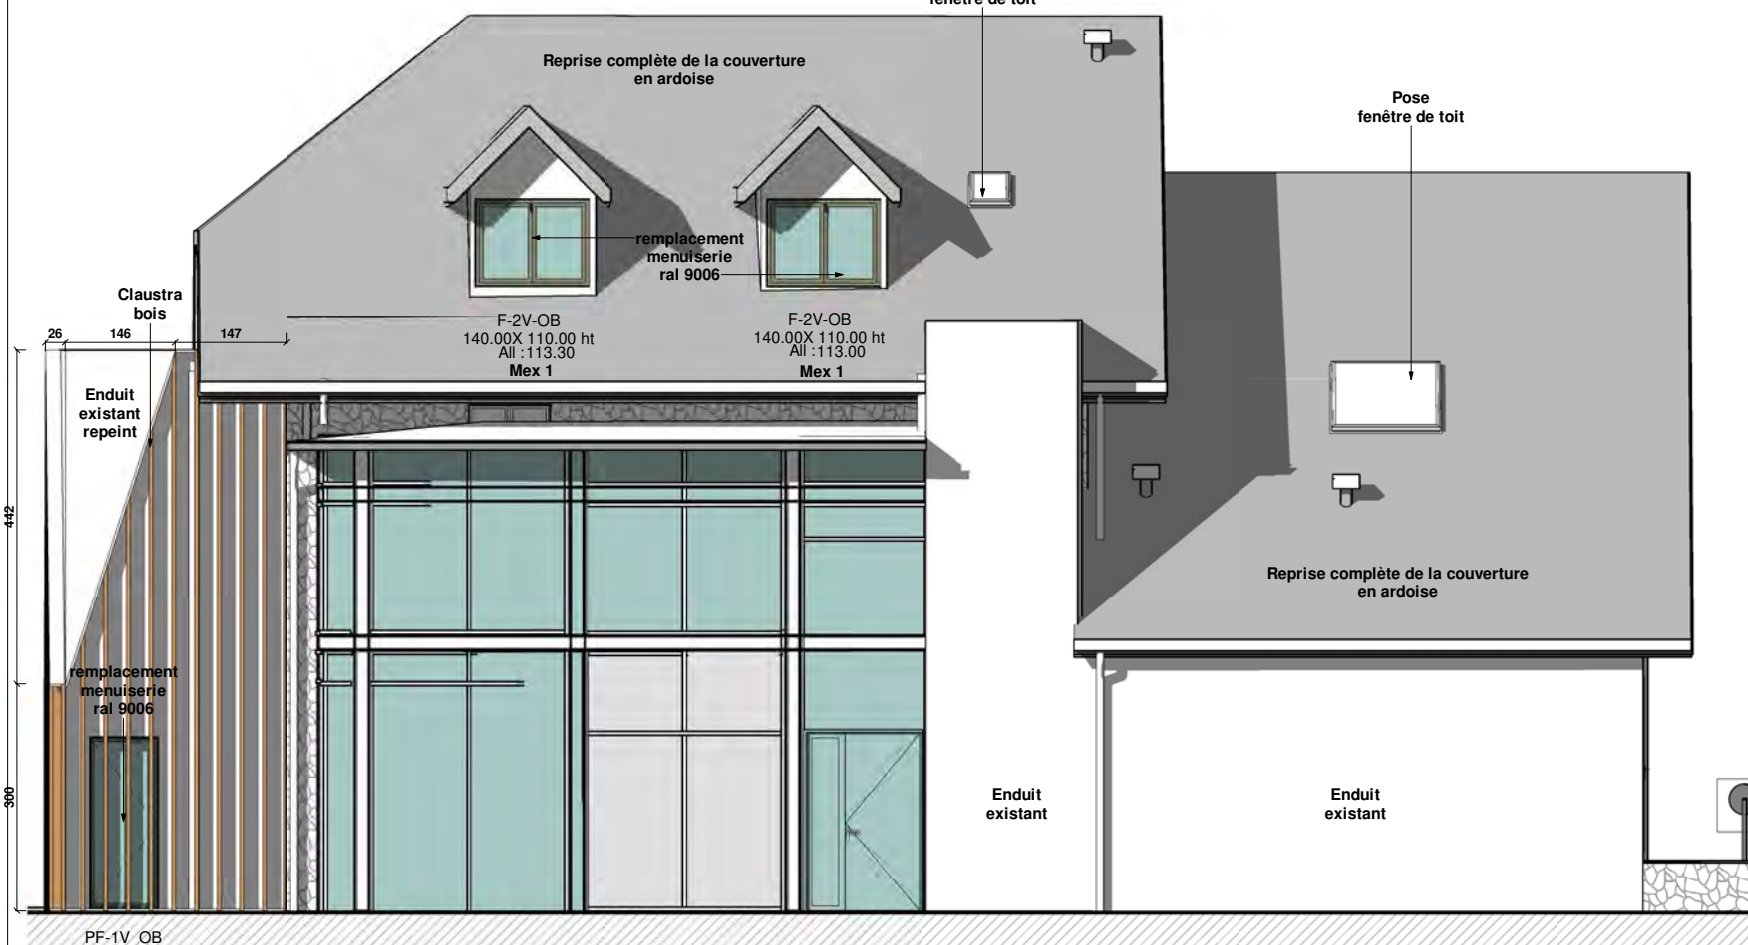 fenêtre de toit
Reprise complète de la couverture
en ardoise
Pose
fenêtre de toit
remplacement
menuiserie
ral 9006
Claustra
bois
26
146
147
F-2V-OB
140.00X 110.00 ht
All :113.30
Mex 1
F-2V-OB
140.00X 110.00 ht
All :113.00
Mex 1
Enduit
existant
repeint
442
Reprise complète de la couverture
en ardoise
remplacement
menuiserie
ral 9006
300
Enduit
existant
Enduit
existant
PF-1V OB